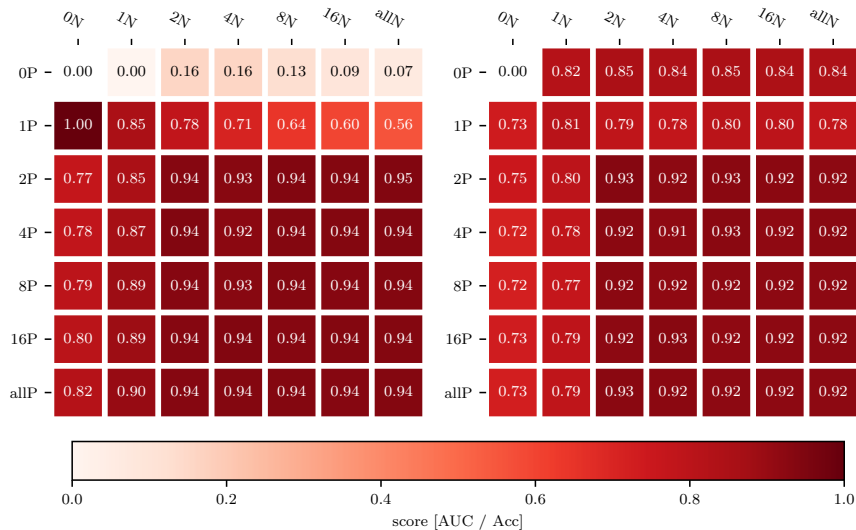 0N 1N 2N 4N 8N 16N allN 0N 1N 2N 4N 8N 16N allN
0P 0.00 0.00 0.16 0.16 0.13 0.09 0.07 0P 0.00 0.82 0.85 0.84 0.85 0.84 0.84
1P 1.00 0.85 0.78 0.71 0.64 0.60 0.56 1P 0.73 0.81 0.79 0.78 0.80 0.80 0.78
2P 0.77 0.85 0.94 0.93 0.94 0.94 0.95 2P 0.75 0.80 0.93 0.92 0.93 0.92 0.92
4P 0.78 0.87 0.94 0.92 0.94 0.94 0.94 4P 0.72 0.78 0.92 0.91 0.93 0.92 0.92
8P 0.79 0.89 0.94 0.93 0.94 0.94 0.94 8P 0.72 0.77 0.92 0.92 0.92 0.92 0.92
16P 0.80 0.89 0.94 0.94 0.94 0.94 0.94 16P 0.73 0.79 0.92 0.93 0.92 0.92 0.92
allP 0.82 0.90 0.94 0.94 0.94 0.94 0.94 allP 0.73 0.79 0.93 0.92 0.92 0.92 0.92
0.0 0.2 0.4 0.6 0.8 1.0
score [AUC / Acc]